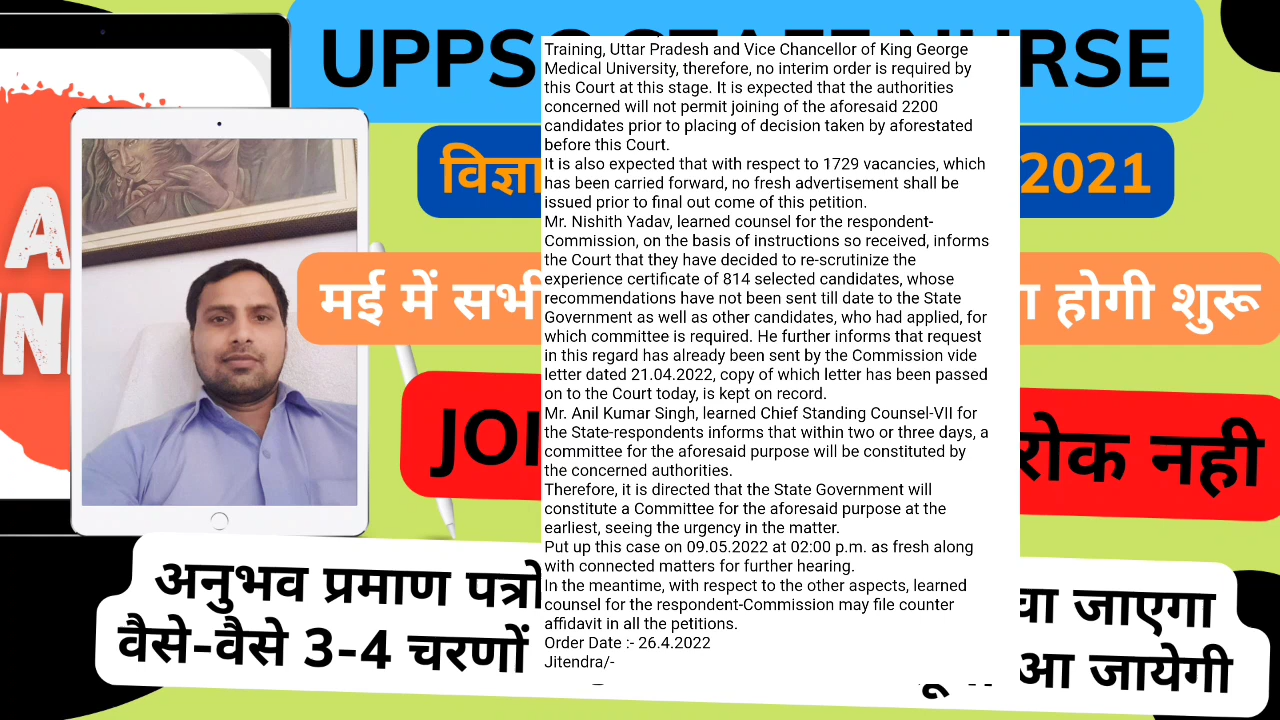 UPPS
NURSE
विज्ञा
2021
मई में सभी
होगी शुरू
JOI
रोक नही
अनुभव प्रमाण पत्रो
जाएगा
वैसे-वैसे 3-4 चरणों
आ जायेगी
Training, Uttar Pradesh and Vice Chancellor of King George
Medical University, therefore, no interim order is required by
this Court at this stage. It is expected that the authorities
concerned will not permit joining of the aforesaid 2200
candidates prior to placing of decision taken by aforestated
before this Court.
It is also expected that with respect to 1729 vacancies, which
has been carried forward, no fresh advertisement shall be
issued prior to final out come of this petition.
Mr. Nishith Yadav, learned counsel for the respondent-
Commission, on the basis of instructions so received, informs
the Court that they have decided to re-scrutinize the
experience certificate of 814 selected candidates, whose
recommendations have not been sent till date to the State
Government as well as other candidates, who had applied, for
which committee is required. He further informs that request
in this regard has already been sent by the Commission vide
letter dated 21.04.2022, copy of which letter has been passed
on to the Court today, is kept on record.
Mr. Anil Kumar Singh, learned Chief Standing Counsel-VII for
the State-respondents informs that within two or three days, a
committee for the aforesaid purpose will be constituted by
the concerned authorities.
Therefore, it is directed that the State Government will
constitute a Committee for the aforesaid purpose at the
earliest, seeing the urgency in the matter.
Put up this case on 09.05.2022 at 02:00 p.m. as fresh along
with connected matters for further hearing.
In the meantime, with respect to the other aspects, learned
counsel for the respondent-Commission may file counter
affidavit in all the petitions.
Order Date :- 26.4.2022
Jitendra/-